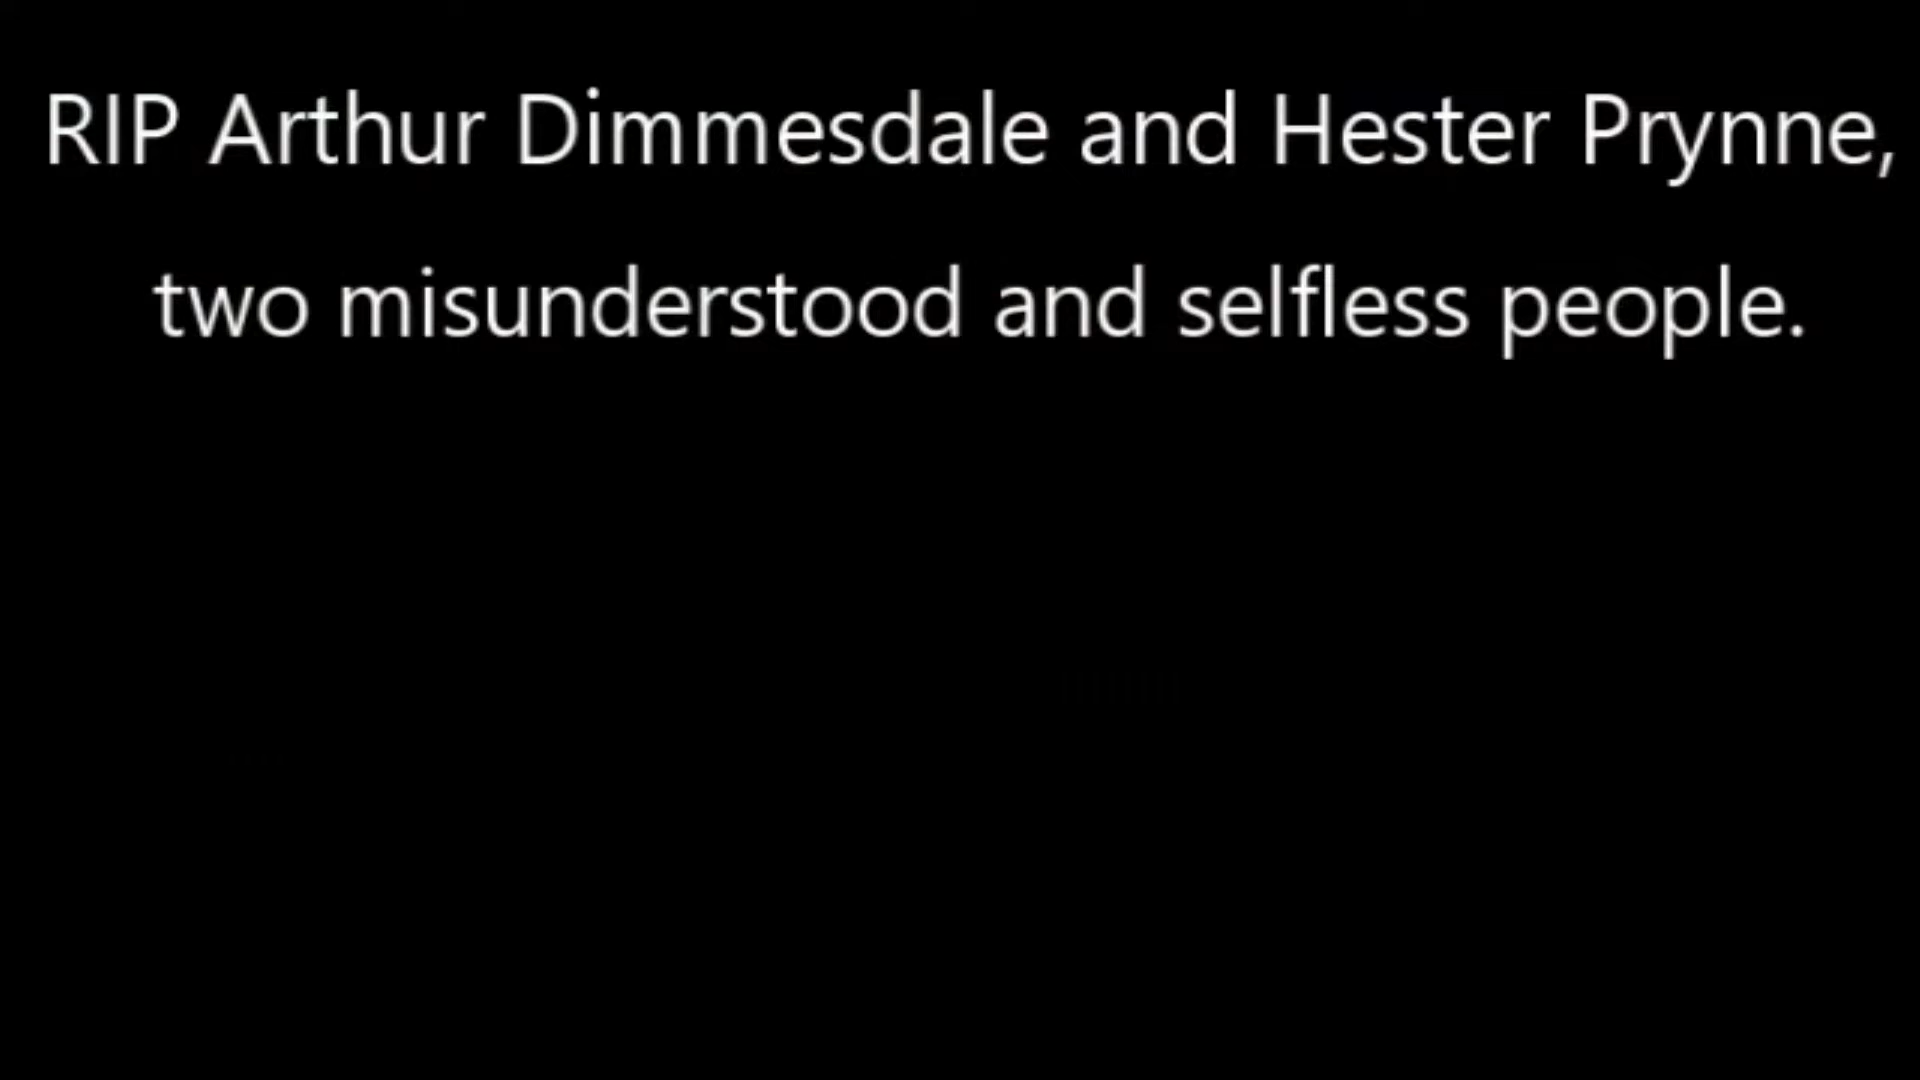 RIP Arthur Dimmesdale and Hester Prynne,
two misunderstood and selfless people.